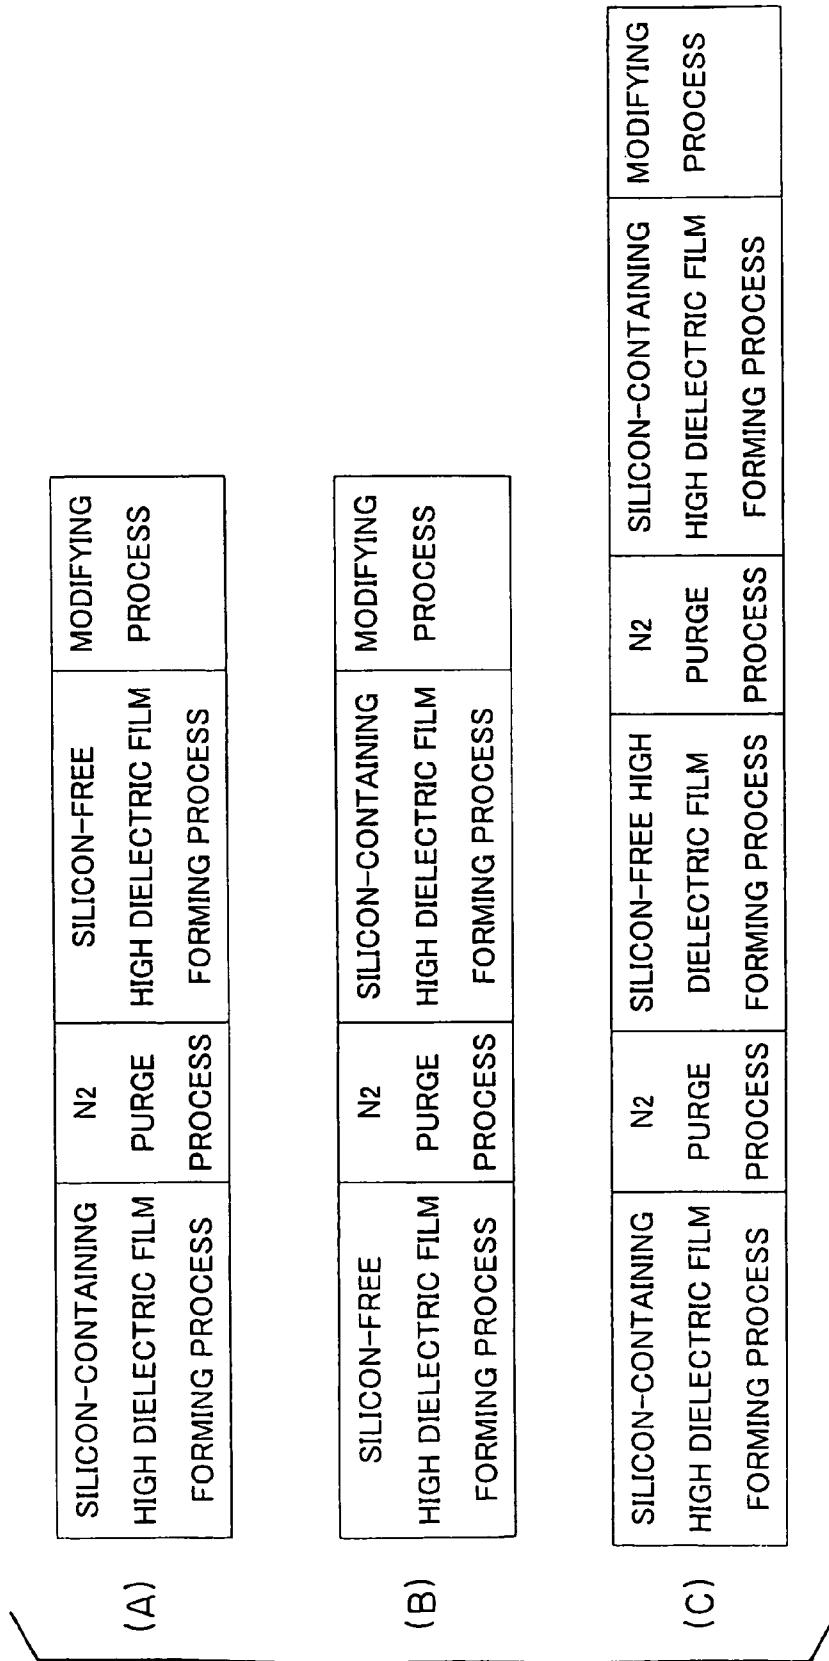 (A)
SILICON-CONTAINING
HIGH DIELECTRIC FILM
FORMING PROCESS
N2
PURGE
PROCESS
SILICON-FREE
HIGH DIELECTRIC FILM
FORMING PROCESS
MODIFYING
PROCESS
(B)
SILICON-FREE
HIGH DIELECTRIC FILM
FORMING PROCESS
N2
PURGE
PROCESS
SILICON-CONTAINING
HIGH DIELECTRIC FILM
FORMING PROCESS
MODIFYING
PROCESS
(C)
SILICON-CONTAINING
HIGH DIELECTRIC FILM
FORMING PROCESS
N2
PURGE
PROCESS
SILICON-FREE HIGH
DIELECTRIC FILM
FORMING PROCESS
N2
PURGE
PROCESS
SILICON-CONTAINING
HIGH DIELECTRIC FILM
FORMING PROCESS
MODIFYING
PROCESS